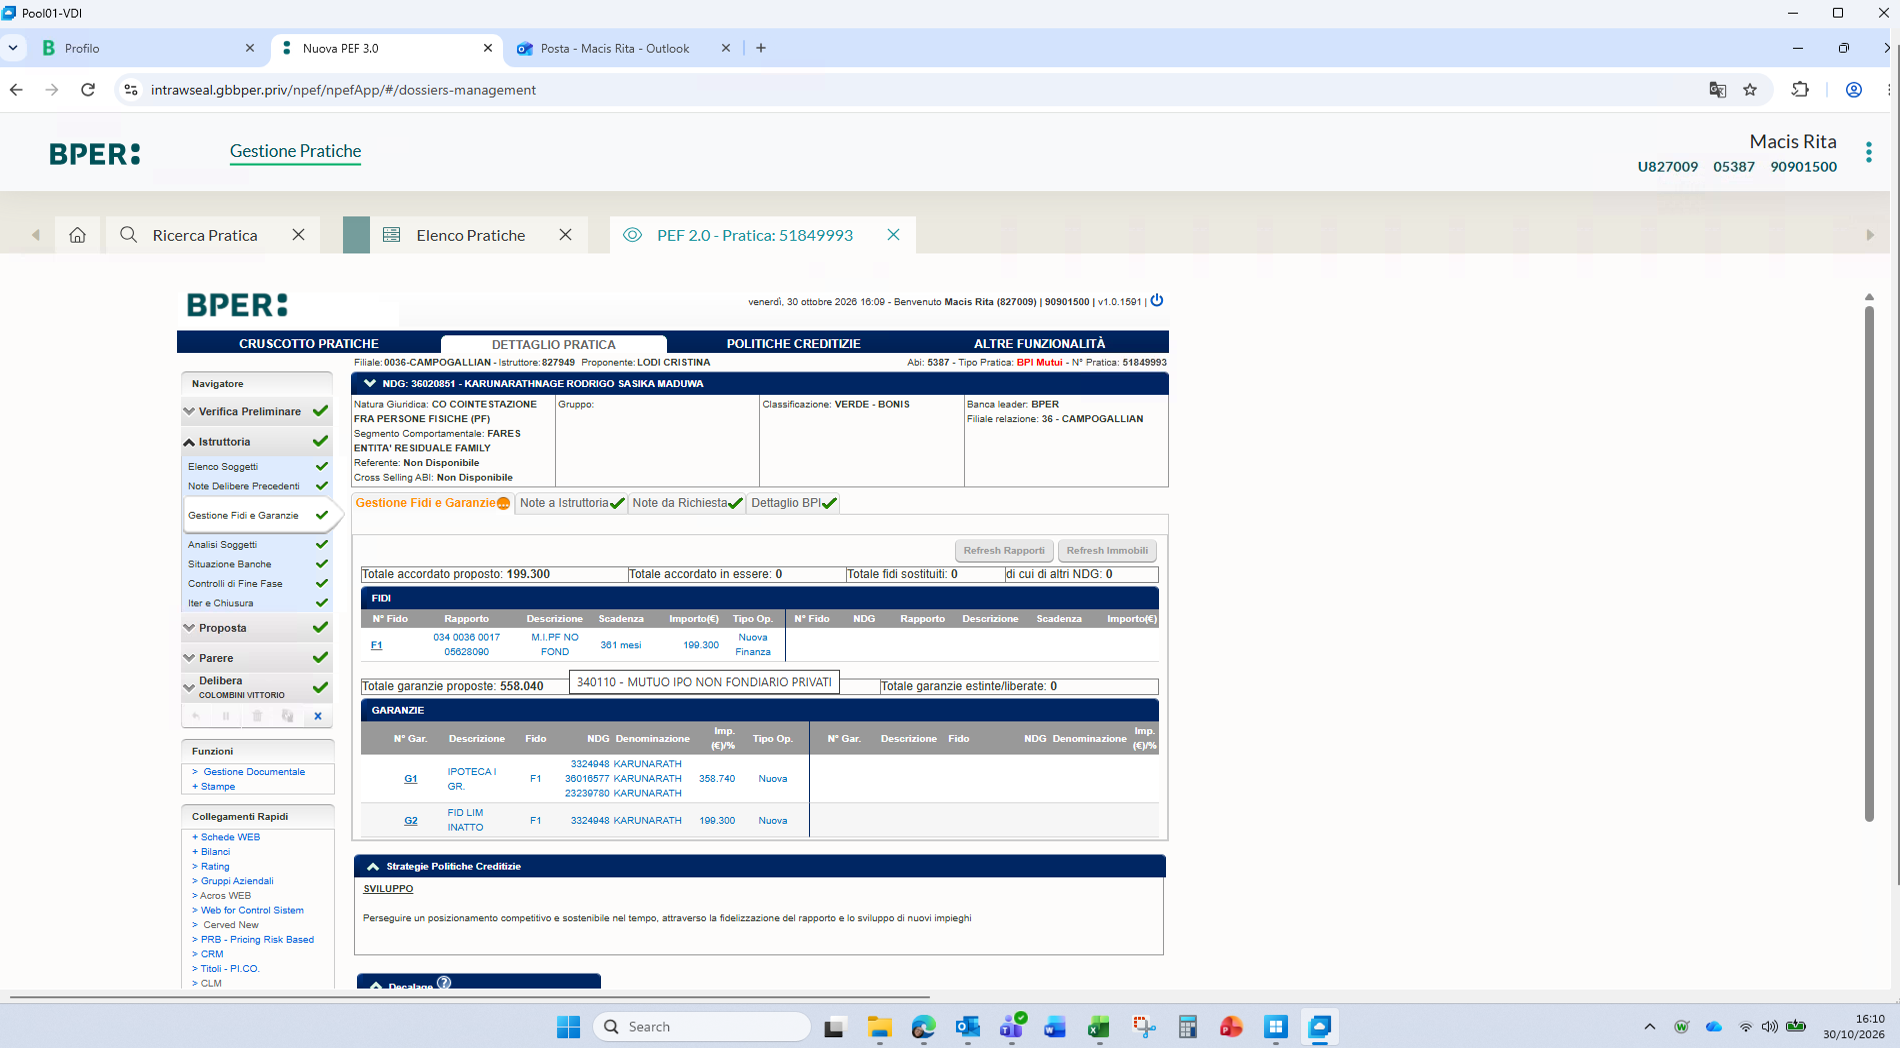 Pool01-VDI
Profilo
Nuova PEF 3.0
Posta - Macis Rita - Outlook
intrawseal.gbbper.priv/npef/npefApp/#/dossiers-management
BPER:
Gestione Pratiche
Macis Rita
U827009 05387 90901500
Ricerca Pratica
Elenco Pratiche
PEF 2.0 - Pratica: 51849993
BPER:
venerdì, 30 ottobre 2026 16:09 - Benvenuto Macis Rita (827009) | 90901500 | v1.0.1591 |
CRUSCOTTO PRATICHE
DETTAGLIO PRATICA
POLITICHE CREDITIZIE
ALTRE FUNZIONALITÀ
Filiale: 0036-CAMPOGALLIAN - Istruttore: 827949 Proponente: LODI CRISTINA
Abi: 5387 - Tipo Pratica: BPI Mutui - N° Pratica: 51849993
Navigatore
Verifica Preliminare
Istruttoria
Elenco Soggetti
Note Delibere Precedenti
Gestione Fidi e Garanzie
Analisi Soggetti
Situazione Banche
Controlli di Fine Fase
Iter e Chiusura
Proposta
Parere
Delibera
COLOMBINI VITTORIO
Funzioni
> Gestione Documentale
+ Stampe
Collegamenti Rapidi
+ Schede WEB
+ Bilanci
> Rating
> Gruppi Aziendali
> Acros WEB
> Web for Control Sistem
> Cerved New
> PRB - Pricing Risk Based
> CRM
> Titoli - PI.CO.
> CLM
NDG: 36020851 - KARUNARATHNAGE RODRIGO SASIKA MADUWA
Natura Giuridica: CO COINTESTAZIONE
FRA PERSONE FISICHE (PF)
Segmento Comportamentale: FARES
ENTITA' RESIDUALE FAMILY
Referente: Non Disponibile
Cross Selling ABI: Non Disponibile
Gruppo:
Classificazione: VERDE - BONIS
Banca leader: BPER
Filiale relazione: 36 - CAMPOGALLIAN
Gestione Fidi e Garanzie
Note a Istruttoria
Note da Richiesta
Dettaglio BPI
Refresh Rapporti
Refresh Immobili
Totale accordato proposto: 199.300
Totale accordato in essere: 0
Totale fidi sostituiti: 0
di cui di altri NDG: 0
FIDI
N° Fido Rapporto Descrizione Scadenza Importo(€) Tipo Op. N° Fido NDG Rapporto Descrizione Scadenza Importo(€)
F1 034 0036 0017 05628090 M.I.PF NO FOND 361 mesi 199.300 Nuova Finanza
Totale garanzie proposte: 558.040
340110 - MUTUO IPO NON FONDIARIO PRIVATI
Totale garanzie estinte/liberate: 0
GARANZIE
N° Gar. Descrizione Fido NDG Denominazione Imp. (€)/% Tipo Op. N° Gar. Descrizione Fido NDG Denominazione Imp. (€)/%
G1 IPOTECA I GR. F1 3324948 KARUNARATH 36016577 KARUNARATH 23239780 KARUNARATH 358.740 Nuova
G2 FID LIM INATTO F1 3324948 KARUNARATH 199.300 Nuova
Strategie Politiche Creditizie
SVILUPPO
Perseguire un posizionamento competitivo e sostenibile nel tempo, attraverso la fidelizzazione del rapporto e lo sviluppo di nuovi impieghi
Decalage
Search
16:10
30/10/2026